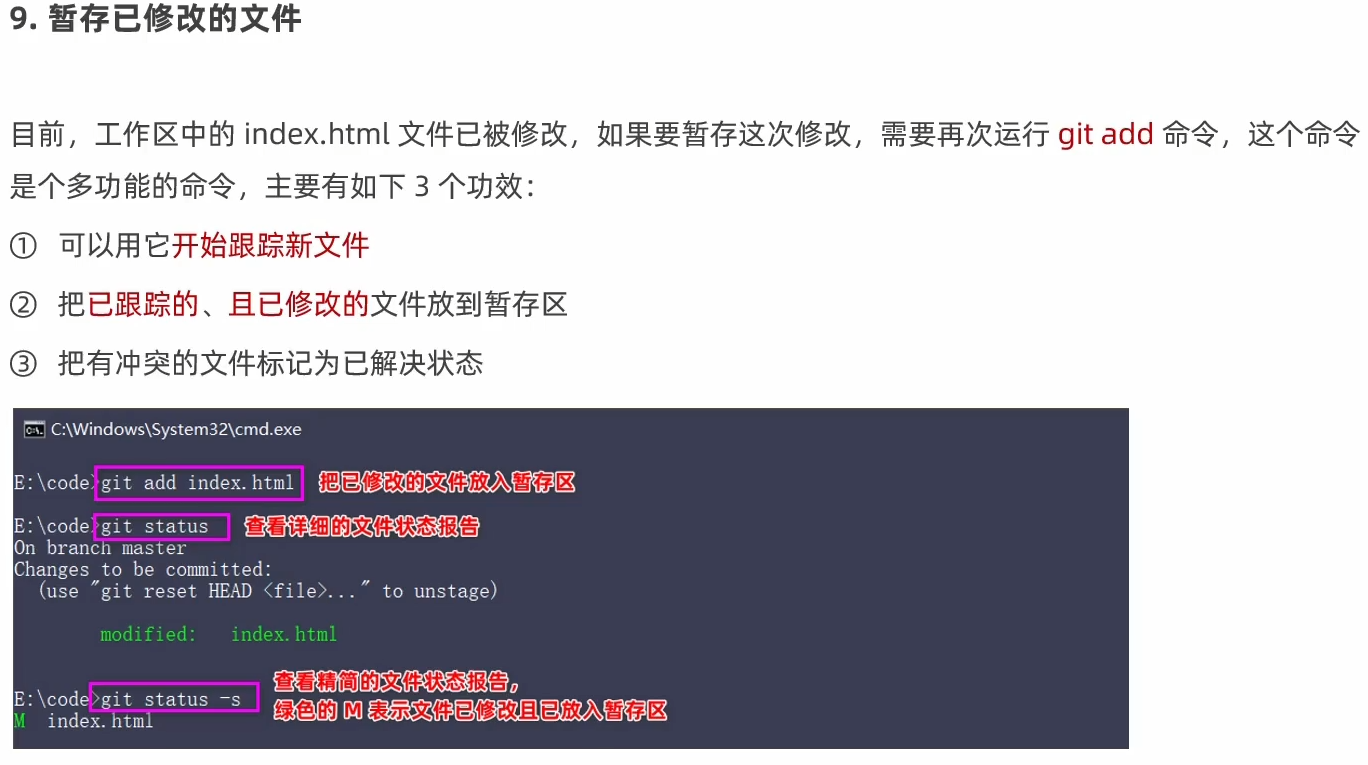 9. 暂存已修改的文件
目前，工作区中的 index.html 文件已被修改，如果要暂存这次修改，需要再次运行 git add 命令，这个命令
是个多功能的命令，主要有如下 3 个功效：
① 可以用它开始跟踪新文件
② 把已跟踪的、且已修改的文件放到暂存区
③ 把有冲突的文件标记为已解决状态
C:\Windows\System32\cmd.exe
E:\code>git add index.html 把已修改的文件放入暂存区
E:\code>git status 查看详细的文件状态报告
On branch master
Changes to be committed:
(use "git reset HEAD <file>..." to unstage)
modified: index.html
查看精简的文件状态报告，
E:\code>git status -s
绿色的 M 表示文件已修改且已放入暂存区
M index.html